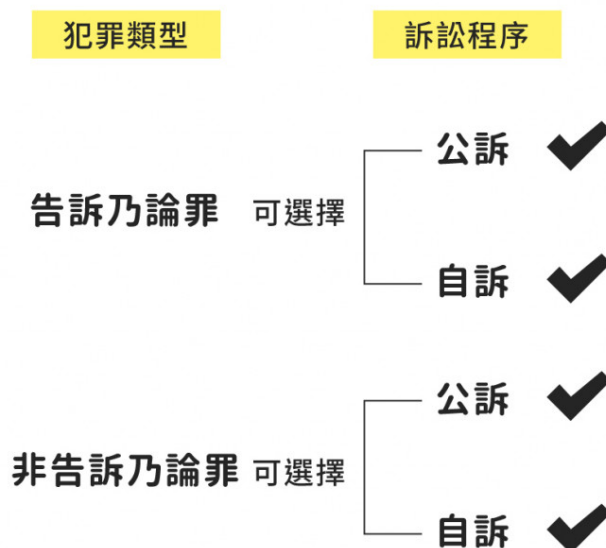 犯罪類型 訴訟程序
公訴
告訴乃論罪 可選擇
自訴
公訴
非告訴乃論罪 可選擇
自訴